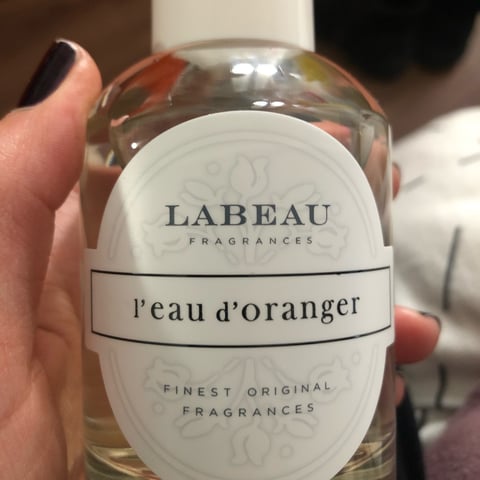 LABEAU
FRAGRANCES
l'eau d'oranger
FINEST ORIGINAL
FRAGRANCES